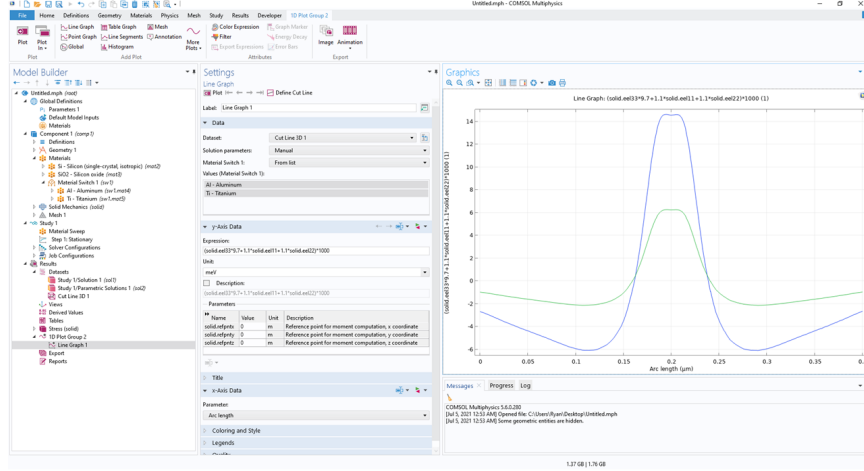 Untitled.mph - COMSOL Multiphysics
File Home Definitions Geometry Materials Physics Mesh Study Results Developer 1D Plot Group 2
Plot
Plot In
Line Graph Table Graph Mesh
Point Graph Line Segments Annotation
Global Histogram
More Plots
Color Expression Graph Marker
Filter Energy Decay
Export Expressions Error Bars
Image Animation
Plot Add Plot Attributes Export
Model Builder
Untitled.mph (root)
Global Definitions
Parameters 1
Default Model Inputs
Materials
Component 1 (comp 1)
Definitions
Geometry 1
Materials
Si - Silicon (single-crystal, isotropic) (mat2)
SiO2 - Silicon oxide (mat3)
Material Switch 1 (sw1)
Al - Aluminum (sw1.mat4)
Ti - Titanium (sw1.mat5)
Solid Mechanics (solid)
Mesh 1
Study 1
Material Sweep
Step 1: Stationary
Solver Configurations
Job Configurations
Results
Datasets
Study 1/Solution 1 (sol1)
Study 1/Parametric Solutions 1 (sol2)
Cut Line 3D 1
Views
Derived Values
Tables
Stress (solid)
1D Plot Group 2
Line Graph 1
Export
Reports
Settings
Line Graph
Plot Define Cut Line
Label: Line Graph 1
Data
Dataset: Cut Line 3D 1
Solution parameters: Manual
Material Switch 1: From list
Values (Material Switch 1):
Al - Aluminum
Ti - Titanium
y-Axis Data
Expression:
(solid.eel33*9.7+1.1*solid.eel11+1.1*solid.eel22)*1000
Unit:
meV
Description:
(solid.eel33*9.7+1.1*solid.eel11+1.1*solid.eel22)*1000
Parameters
Name Value Unit Description
solid.refpntx 0 m Reference point for moment computation, x coordinate
solid.refpnty 0 m Reference point for moment computation, y coordinate
solid.refpntz 0 m Reference point for moment computation, z coordinate
Title
x-Axis Data
Parameter:
Arc length
Coloring and Style
Legends
Quality
Graphics
Line Graph: (solid.eel33*9.7+1.1*solid.eel11+1.1*solid.eel22)*1000 (1)
(solid.eel33*9.7+1.1*solid.eel11+1.1*solid.eel22)*1000 (1)
14
12
10
8
6
4
2
0
-2
-4
-6
0 0.05 0.1 0.15 0.2 0.25 0.3 0.35
Arc length (μm)
Messages Progress Log
COMSOL Multiphysics 5.6.0.280
[Jul 5, 2021 12:53 AM] Opened file: C:\Users\Ryan\Desktop\Untitled.mph
[Jul 5, 2021 12:53 AM] Some geometric entities are hidden.
1.37 GB | 1.76 GB